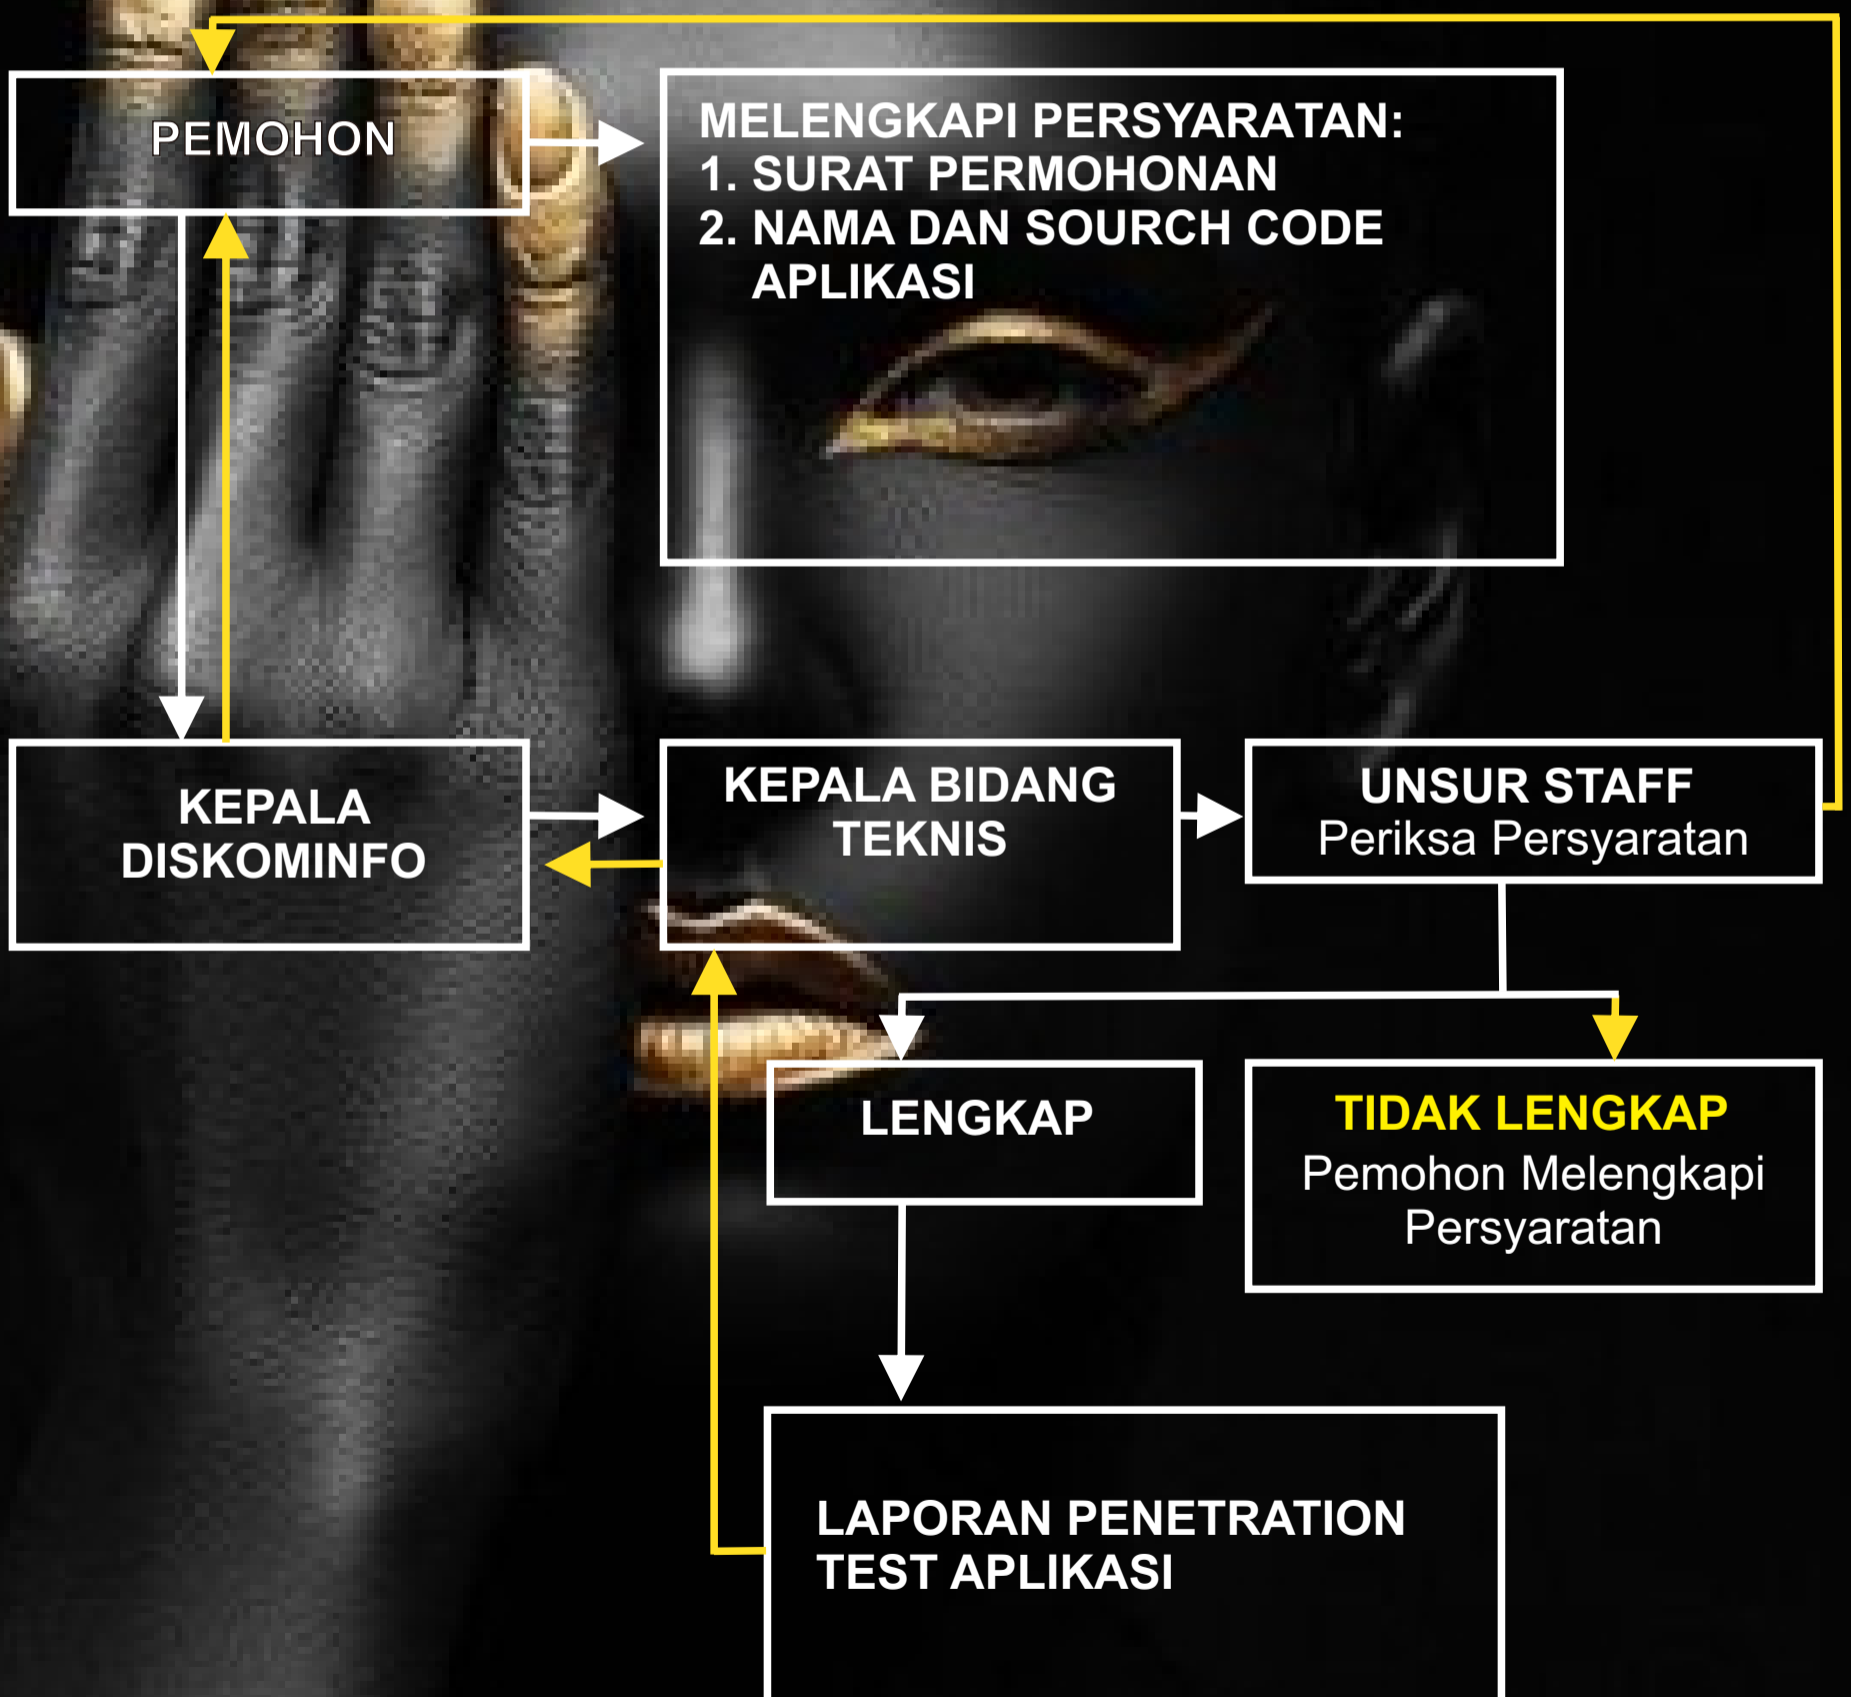 PEMOHON
MELENGKAPI PERSYARATAN:
1. SURAT PERMOHONAN
2. NAMA DAN SOURCH CODE
APLIKASI
KEPALA
DISKOMINFO
KEPALA BIDANG
TEKNIS
UNSUR STAFF
Periksa Persyaratan
LENGKAP
TIDAK LENGKAP
Pemohon Melengkapi
Persyaratan
LAPORAN PENETRATION
TEST APLIKASI